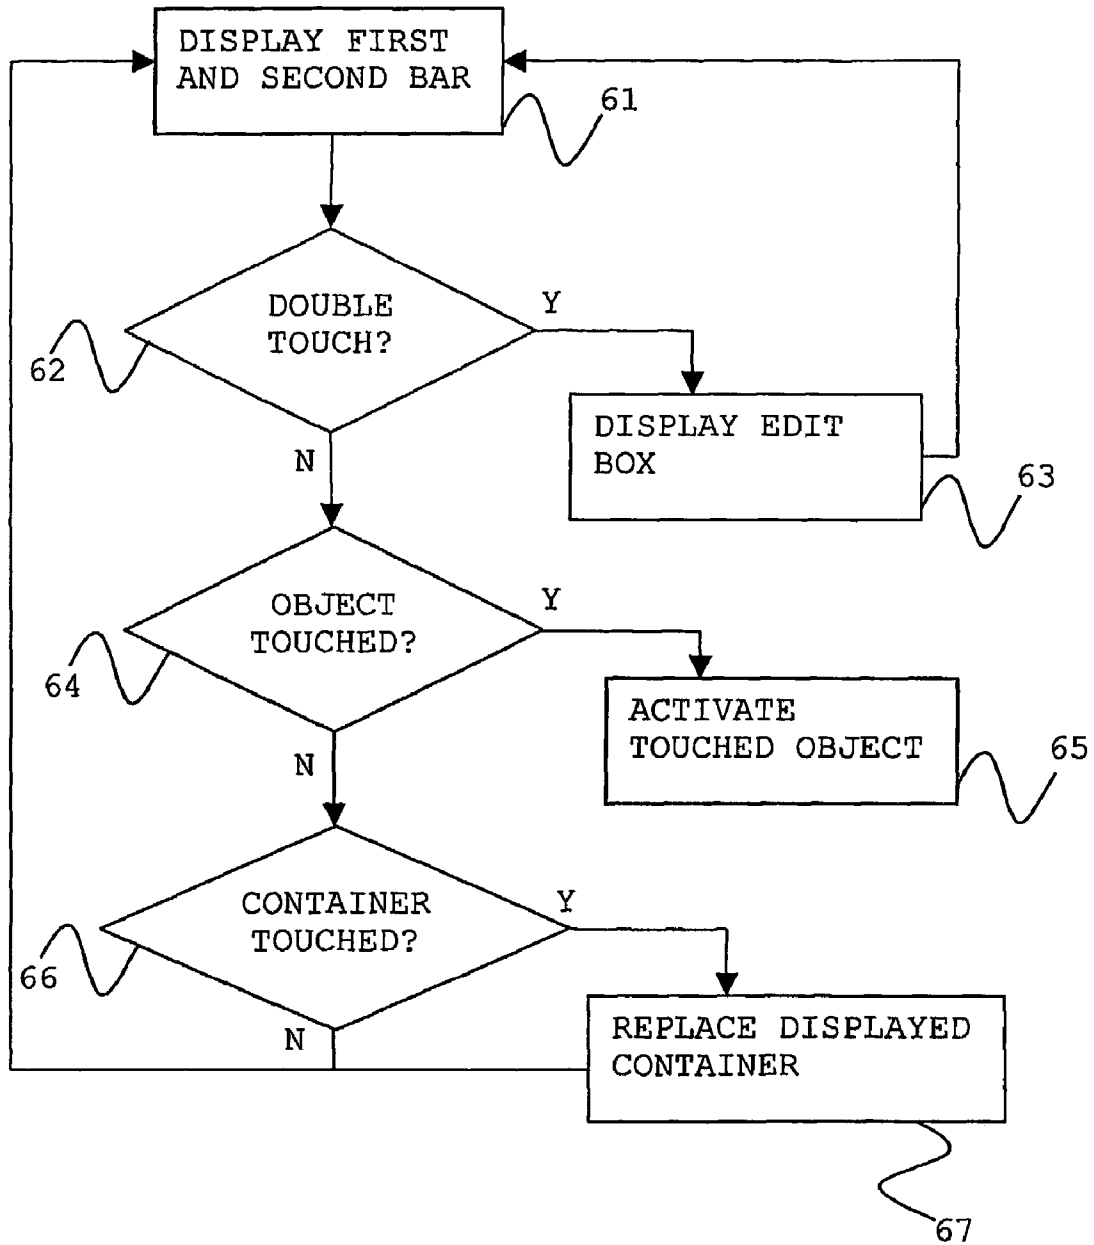 DISPLAY FIRST
AND SECOND BAR
61
DOUBLE
TOUCH?
Y
62
N
DISPLAY EDIT
BOX
63
OBJECT
TOUCHED?
Y
64
N
ACTIVATE
TOUCHED OBJECT
65
CONTAINER
TOUCHED?
Y
66
N
REPLACE DISPLAYED
CONTAINER
67